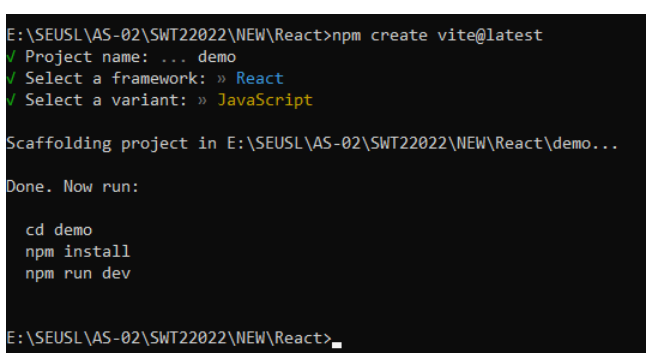 E:\SEUSL\AS-02\SWT22022\NEW\React>npm create vite@latest
√ Project name: ... demo
√ Select a framework: » React
√ Select a variant: » JavaScript
Scaffolding project in E:\SEUSL\AS-02\SWT22022\NEW\React\demo...
Done. Now run:
cd demo
npm install
npm run dev
E:\SEUSL\AS-02\SWT22022\NEW\React>